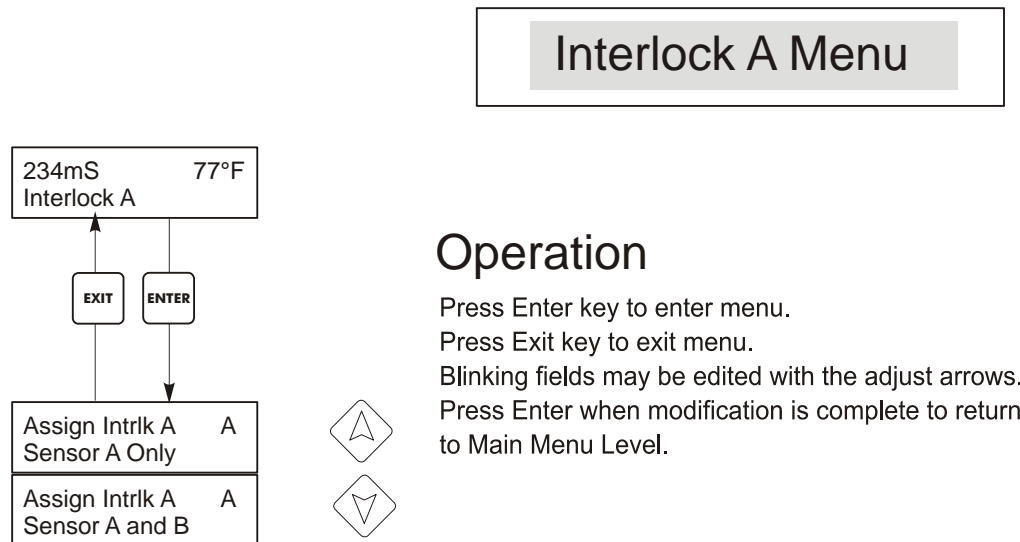 Interlock A Menu
234mS 77°F
Interlock A
EXIT ENTER
Assign Intrlk A A
Sensor A Only
Assign Intrlk A A
Sensor A and B
Operation
Press Enter key to enter menu.
Press Exit key to exit menu.
Blinking fields may be edited with the adjust arrows.
Press Enter when modification is complete to return
to Main Menu Level.